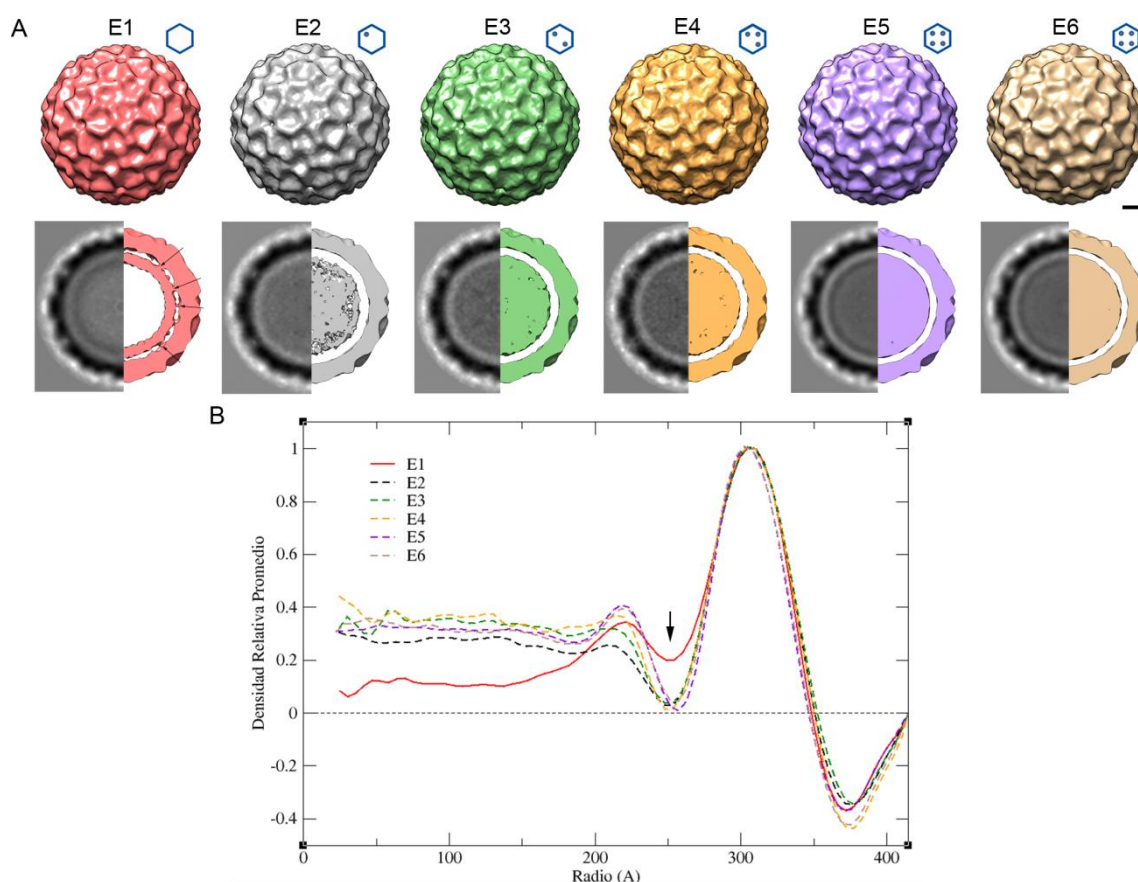 A
E1 E2 E3 E4 E5 E6
B
1
0.8
0.6
0.4
0.2
0
-0.2
-0.4
Densidad Relativa Promedio
E1
E2
E3
E4
E5
E6
0 100 200 300 400
Radio (A)